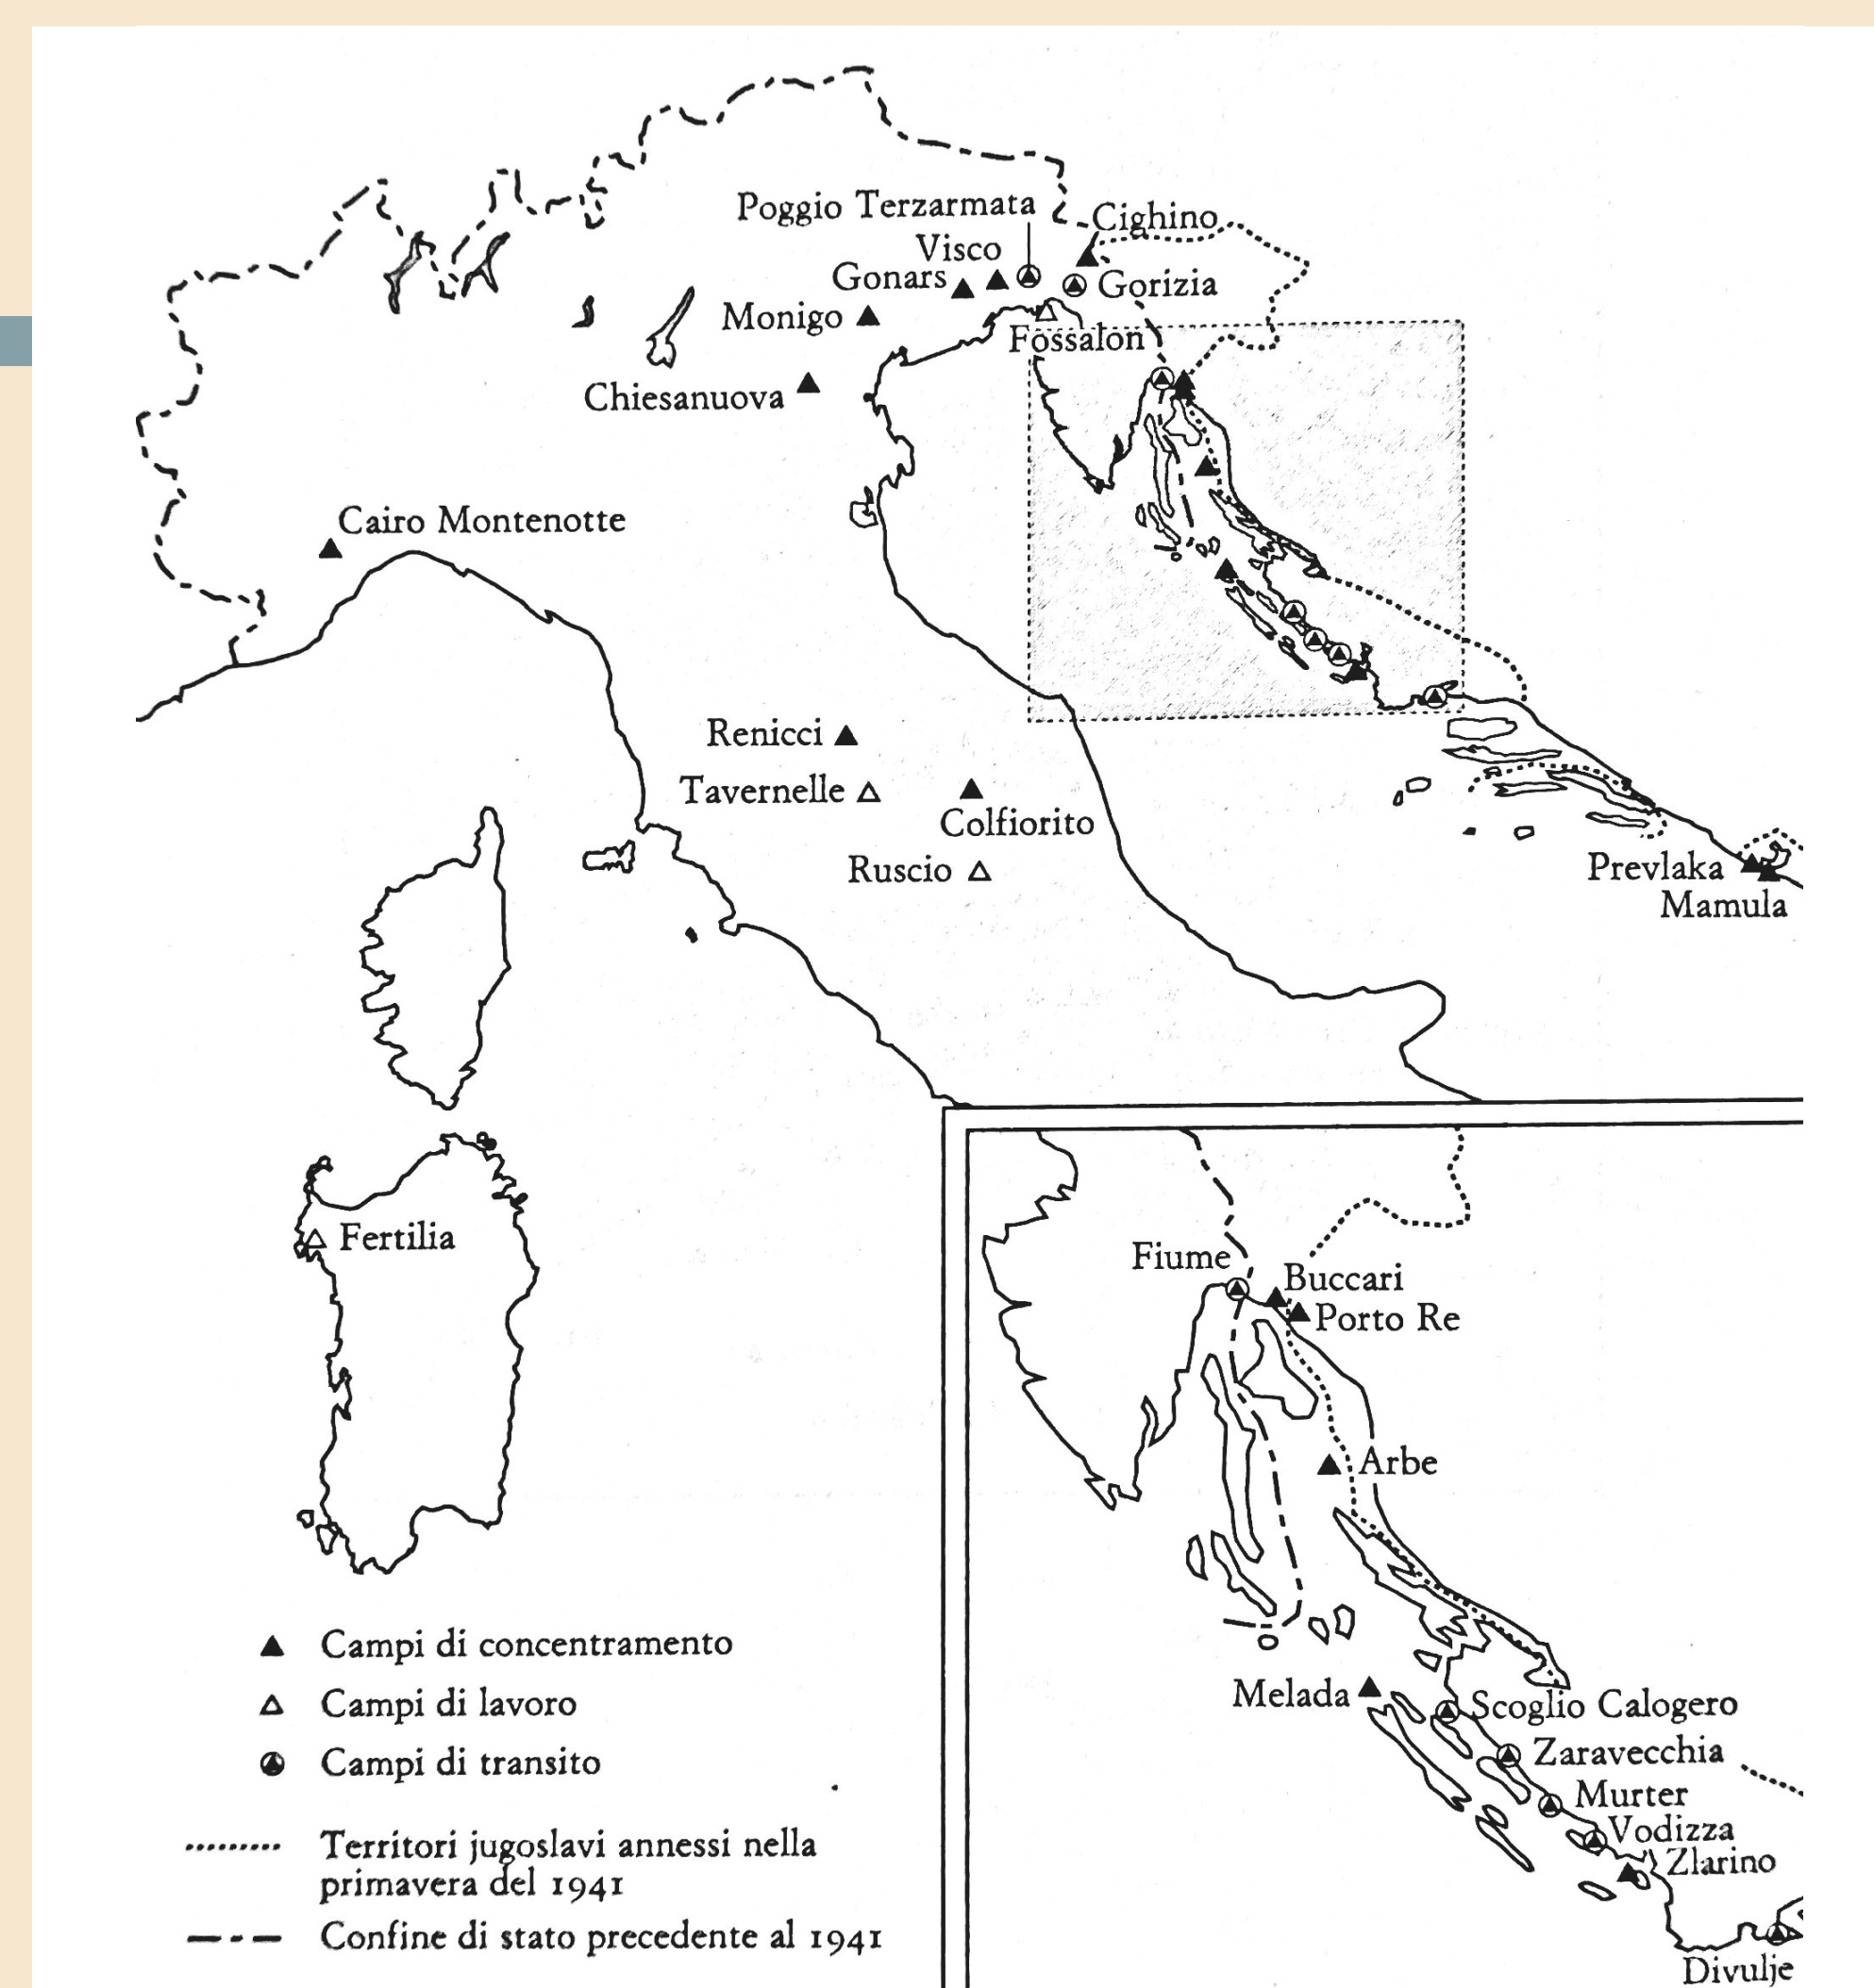 Poggio Terzarmata
Cighino
Visco
Gonars
Gorizia
Monigo
Fossalon
Chiesanuova
Cairo Montenotte
Renicci
Tavernelle
Colfiorito
Ruscio
Prevlaka
Mamula
Fertilia
Fiume
Buccari
Porto Re
Arbe
Melada
Scoglio Calogero
Zaravecchia
Murter
Vodizza
Zlarino
Divulje
Campi di concentramento
Campi di lavoro
Campi di transito
Territori jugoslavi annessi nella
primavera del 1941
Confine di stato precedente al 1941